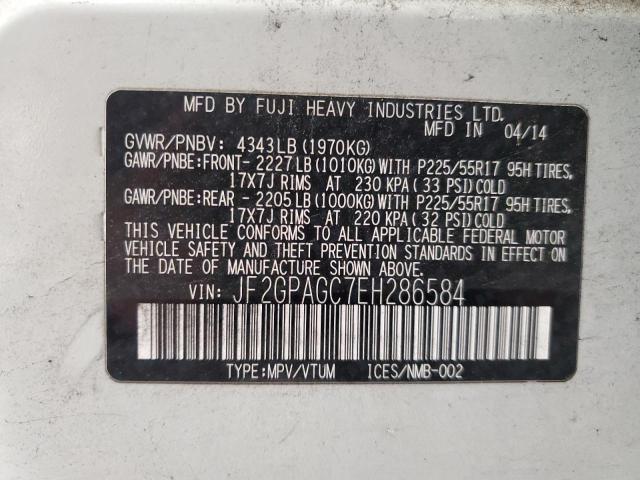 MFD BY FUJI HEAVY INDUSTRIES LTD.
MFD IN 04/14
GVWR/PNBV: 4343LB(1970KG)
GAWR/PNBE:FRONT- 2227LB(1010KG)WITH P225/55R17 95H TIRES,
17X7J RIMS AT 230 KPA(33 PSI)COLD
GAWR/PNBE:REAR - 2205LB(1000KG)WITH P225/55R17 95H TIRES,
17X7J RIMS AT 220 KPA(32 PSI)COLD
THIS VEHICLE CONFORMS TO ALL APPLICABLE FEDERAL MOTOR
VEHICLE SAFETY AND THEFT PREVENTION STANDARDS IN EFFECT ON
THE DATE OF MANUFACTURE SHOWN ABOVE.
VIN: JF2GPAGC7EH286584
TYPE:MPV/VTUM ICES/NMB-002